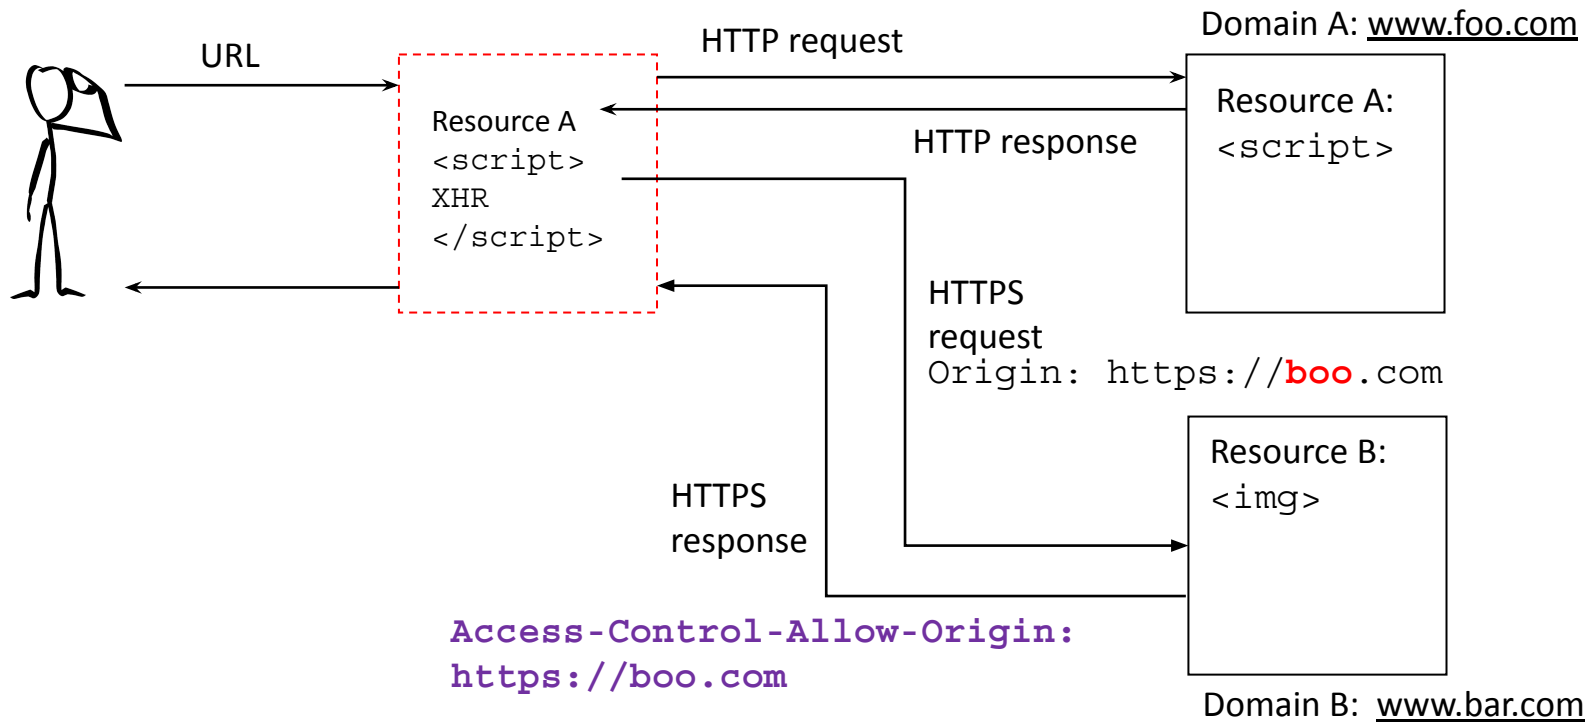 Domain A: www.foo.com
URL
HTTP request
Resource A
<script>
XHR
</script>
Resource A:
<script>
HTTP response
HTTPS
request
Origin: https://boo.com
Resource B:
<img>
HTTPS
response
Access-Control-Allow-Origin:
https://boo.com
Domain B: www.bar.com